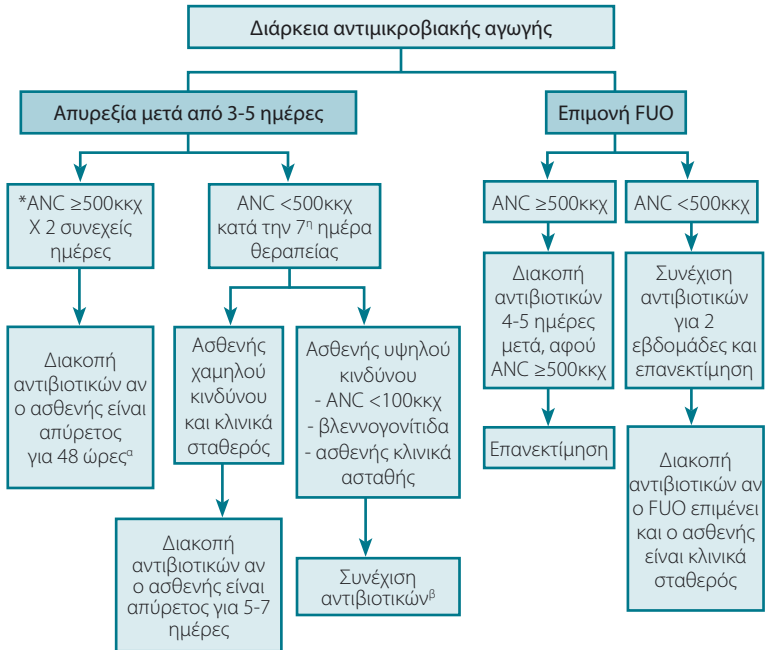 Διάρκεια αντιμικροβιακής αγωγής
Απυρεξία μετά από 3-5 ημέρες
Επιμονή FUO
*ANC ≥500κκχ
Χ 2 συνεχείς
ημέρες
ANC <500κκχ
κατά την 7η ημέρα
θεραπείας
ANC ≥500κκχ
ANC <500κκχ
Διακοπή
αντιβιοτικών αν
ο ασθενής είναι
απύρετος
για 48 ώρεςα
Ασθενής
χαμηλού
κινδύνου
και κλινικά
σταθερός
Ασθενής υψηλού
κινδύνου
- ANC <100κκχ
- βλεννογονίτιδα
- ασθενής κλινικά
ασταθής
Διακοπή
αντιβιοτικών
4-5 ημέρες
μετά, αφού
ANC ≥500κκχ
Συνέχιση
αντιβιοτικών
για 2
εβδομάδες και
επανεκτίμηση
Διακοπή
αντιβιοτικών αν
ο ασθενής είναι
απύρετος για 5-7
ημέρες
Συνέχιση
αντιβιοτικώνβ
Επανεκτίμηση
Διακοπή
αντιβιοτικών αν
ο FUO επιμένει
και ο ασθενής
είναι κλινικά
σταθερός